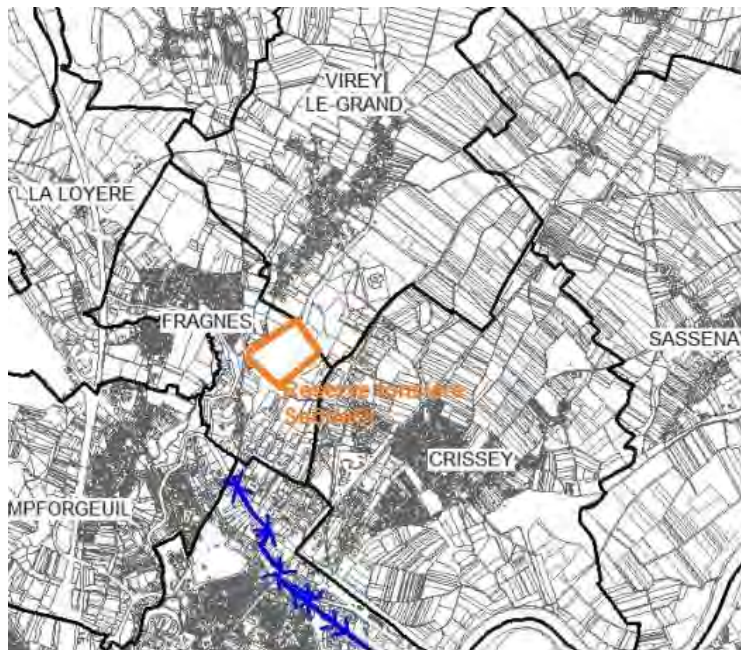 VIREY
LE-GRAND
LA LOYERE
FRAGNES
SASSENA
CRISSEY
MPFORGEUIL